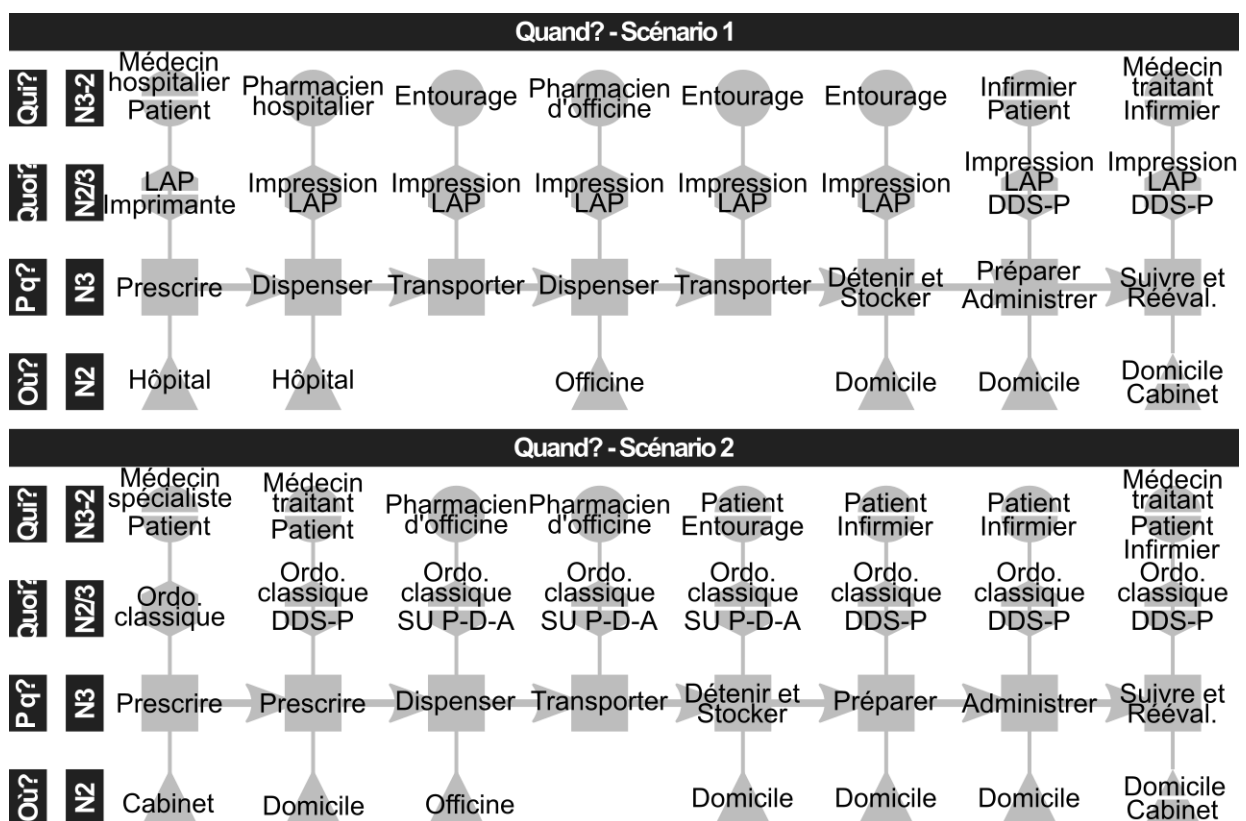 Quand? - Scénario 1
Qui?
N3-2
Médecin
hospitalier
Patient
Pharmacien
hospitalier
Entourage
Pharmacien
d'officine
Entourage
Entourage
Infirmier
Patient
Médecin
traitant
Infirmier
Quoi?
N2/3
LAP
Imprimante
Impression
LAP
Impression
LAP
Impression
LAP
Impression
LAP
Impression
LAP
Impression
LAP
DDS-P
Impression
LAP
DDS-P
Pq?
N3
Prescrire
Dispenser
Transporter
Dispenser
Transporter
Détenir et
Stocker
Préparer
Administrer
Suivre et
Rééval.
Où?
N2
Hôpital
Hôpital
Officine
Domicile
Domicile
Domicile
Cabinet
Quand? - Scénario 2
Qui?
N3-2
Médecin
spécialiste
Patient
Médecin
traitant
Patient
Pharmacien
d'officine
Pharmacien
d'officine
Patient
Entourage
Patient
Infirmier
Patient
Infirmier
Médecin
traitant
Patient
Infirmier
Quoi?
N2/3
Ordo.
classique
Ordo.
classique
DDS-P
Ordo.
classique
SU P-D-A
Ordo.
classique
SU P-D-A
Ordo.
classique
SU P-D-A
Ordo.
classique
DDS-P
Ordo.
classique
DDS-P
Ordo.
classique
DDS-P
Pq?
N3
Prescrire
Prescrire
Dispenser
Transporter
Détenir et
Stocker
Préparer
Administrer
Suivre et
Rééval.
Où?
N2
Cabinet
Domicile
Officine
Domicile
Domicile
Domicile
Domicile
Cabinet